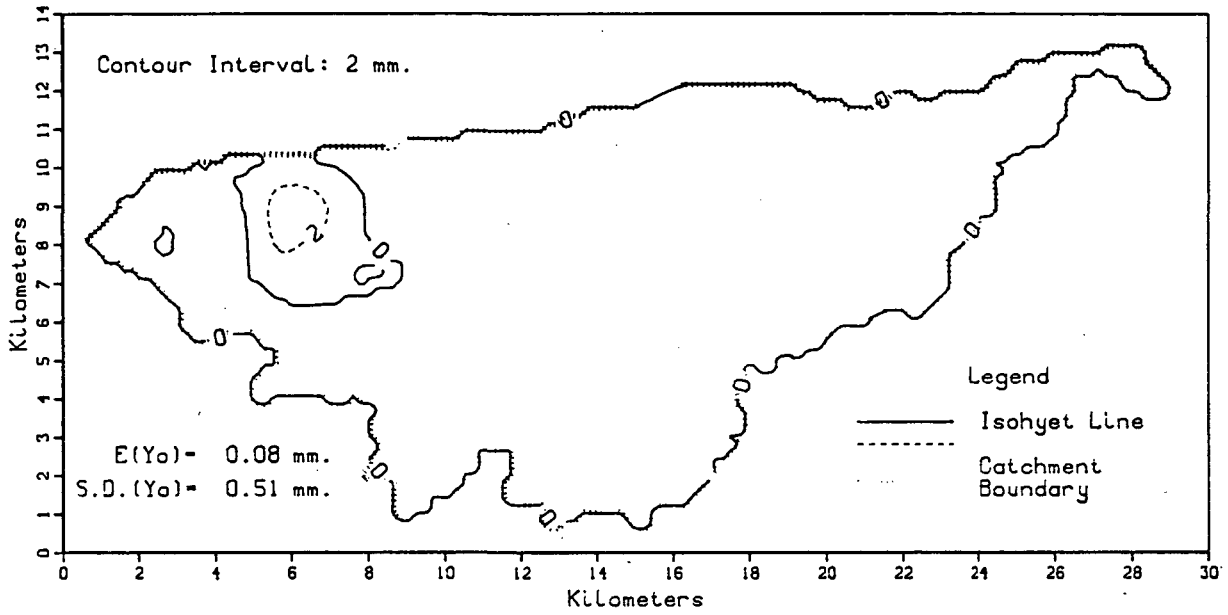 14
13
12
11
10
9
8
7
6
5
4
3
2
1
0
Kilometers
Contour Interval: 2 mm.
0
0
0
2
0
0
0
0
0
0
E(Ya)= 0.08 mm.
S.D.(Ya)= 0.51 mm.
Legend
Isohyet Line
Catchment
Boundary
0 2 4 6 8 10 12 14 16 18 20 22 24 26 28 30
Kilometers